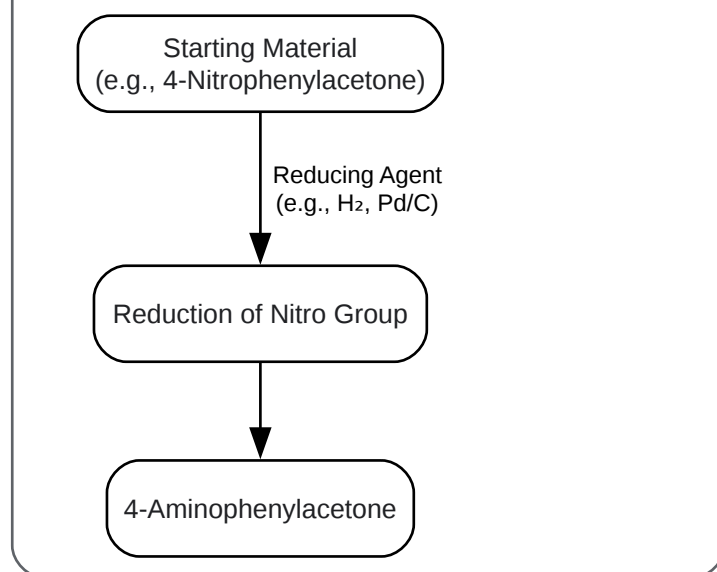 Starting Material
(e.g., 4-Nitrophenylacetone)
Reducing Agent
(e.g., H₂, Pd/C)
Reduction of Nitro Group
4-Aminophenylacetone